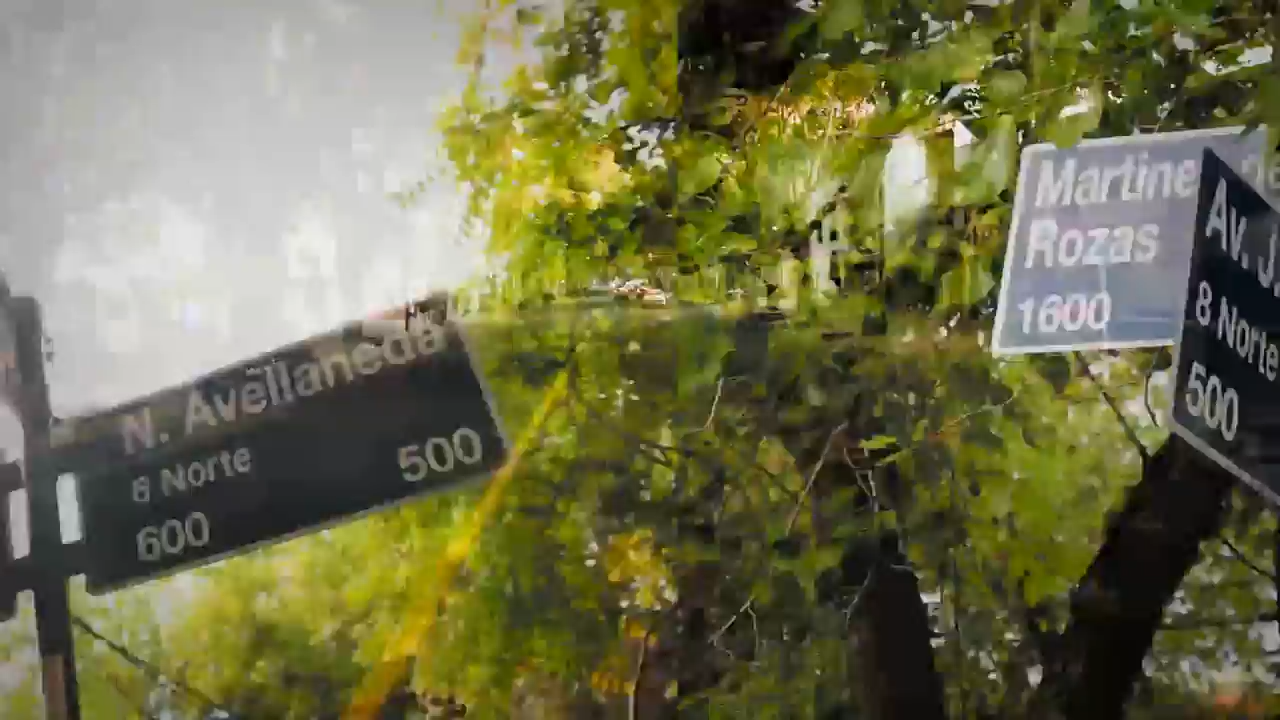 N. Avellaneda
8 Norte
500
600
Martine
Rozas
1600
Av. J.
8 Norte
500